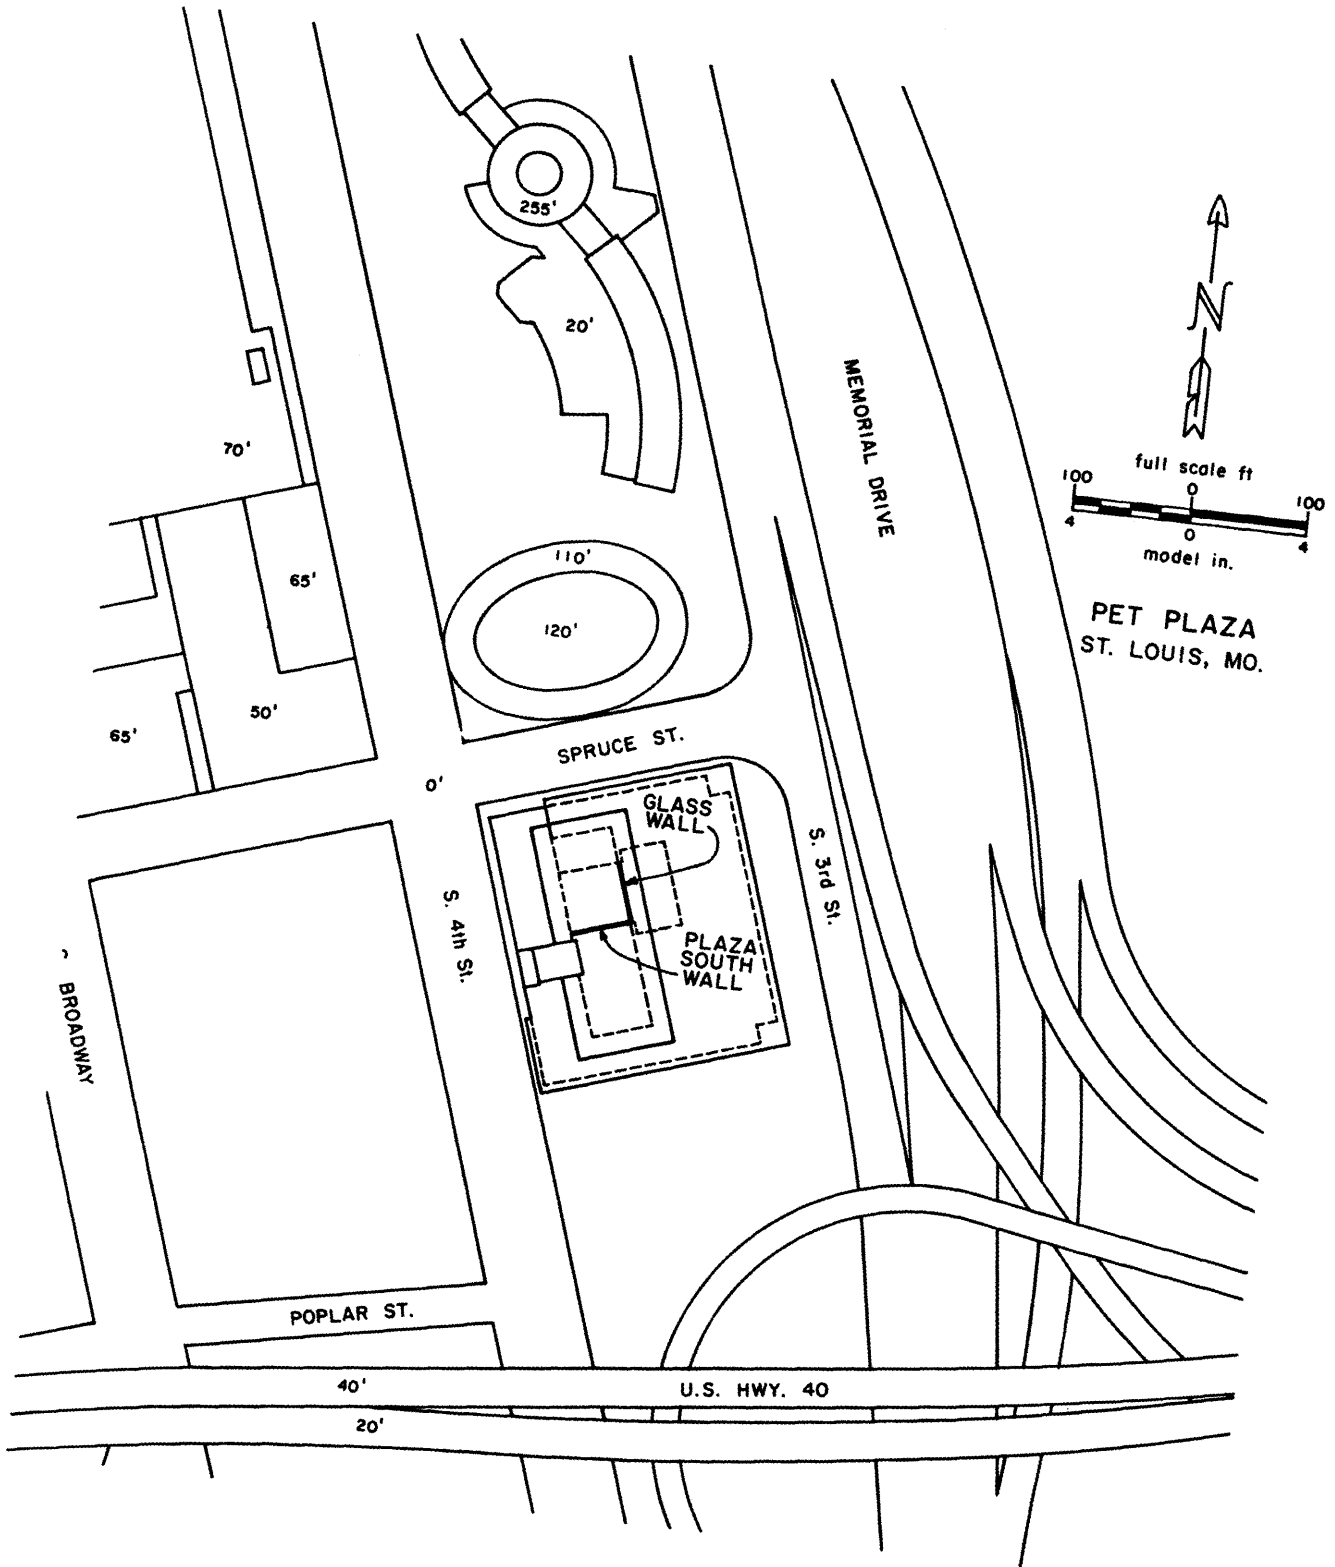 255'
20'
MEMORIAL DRIVE
70'
N
full scale ft
100 0 100
4 0 4
model in.
PET PLAZA
ST. LOUIS, MO.
110'
120'
65'
50'
65'
SPRUCE ST.
0'
GLASS
WALL
S. 3rd St.
S. 4th St.
PLAZA
SOUTH
WALL
BROADWAY
POPLAR ST.
40'
U.S. HWY. 40
20'